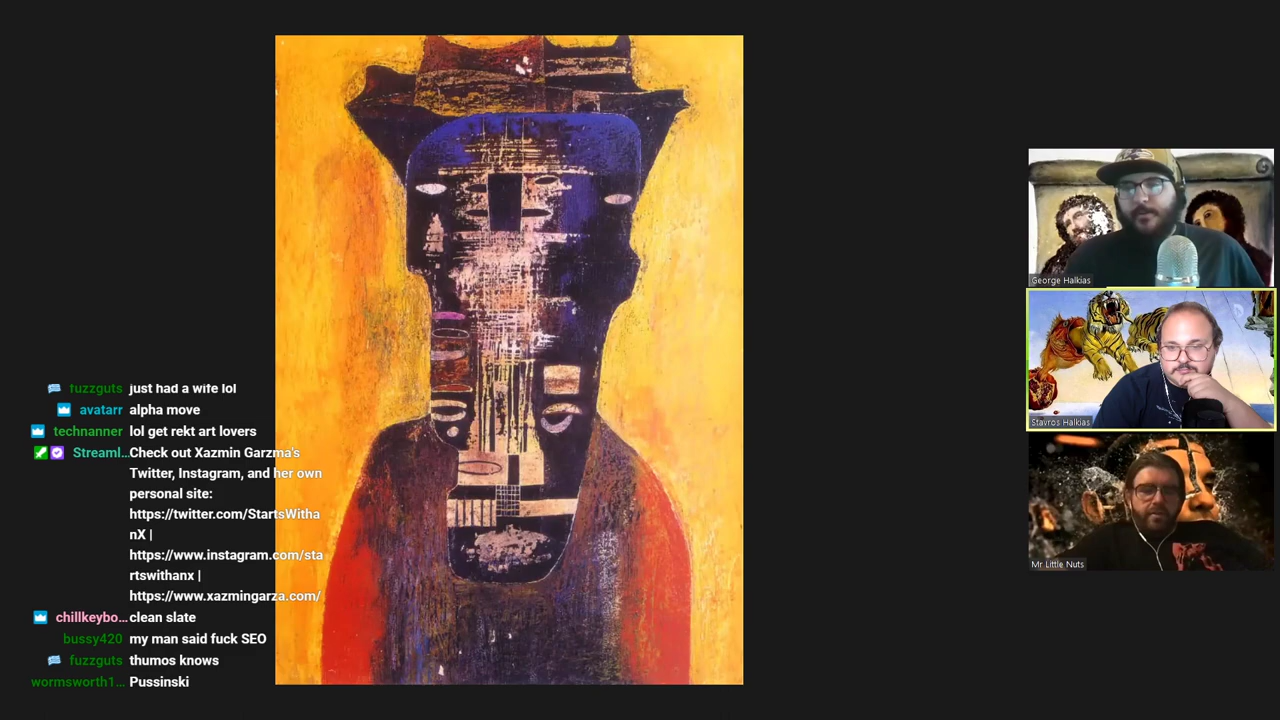 fuzzguts just had a wife lol
avatarr alpha move
technanner lol get rekt art lovers
Streaml... Check out Xazmin Garzma's
Twitter, Instagram, and her own
personal site:
https://twitter.com/StartsWitha
nX |
https://www.instagram.com/sta
rtswithanx |
https://www.xazmingarza.com/
chillkeybo... clean slate
bussy420 my man said fuck SEO
fuzzguts thumos knows
wormsworth1... Pussinski
George Halkias
Stavros Halkias
Mr Little Nuts